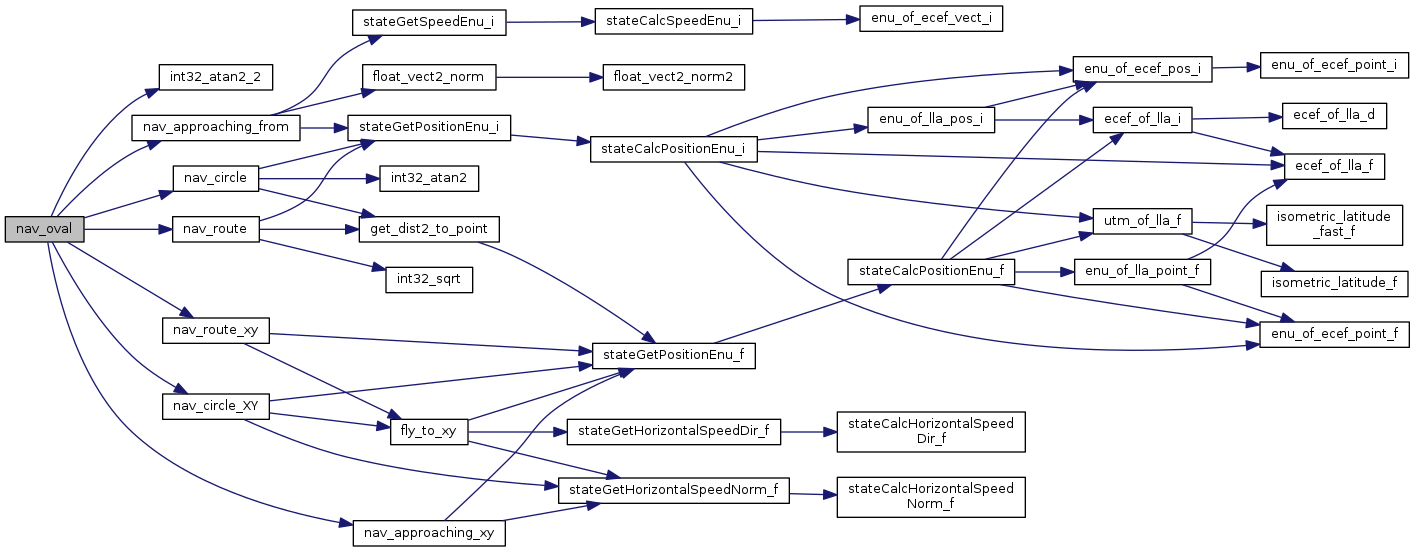 nav_oval
int32_atan2_2
nav_approaching_from
nav_circle
nav_route
nav_route_xy
nav_circle_XY
nav_approaching_xy
stateGetSpeedEnu_i
float_vect2_norm
stateGetPositionEnu_i
int32_atan2
get_dist2_to_point
int32_sqrt
fly_to_xy
stateCalcSpeedEnu_i
float_vect2_norm2
stateCalcPositionEnu_i
stateGetPositionEnu_f
stateGetHorizontalSpeedDir_f
stateGetHorizontalSpeedNorm_f
enu_of_ecef_vect_i
enu_of_lla_pos_i
stateCalcPositionEnu_f
stateCalcHorizontalSpeed
Dir_f
stateCalcHorizontalSpeed
Norm_f
enu_of_ecef_pos_i
ecef_of_lla_i
utm_of_lla_f
enu_of_lla_point_f
enu_of_ecef_point_i
ecef_of_lla_d
ecef_of_lla_f
isometric_latitude
_fast_f
isometric_latitude_f
enu_of_ecef_point_f